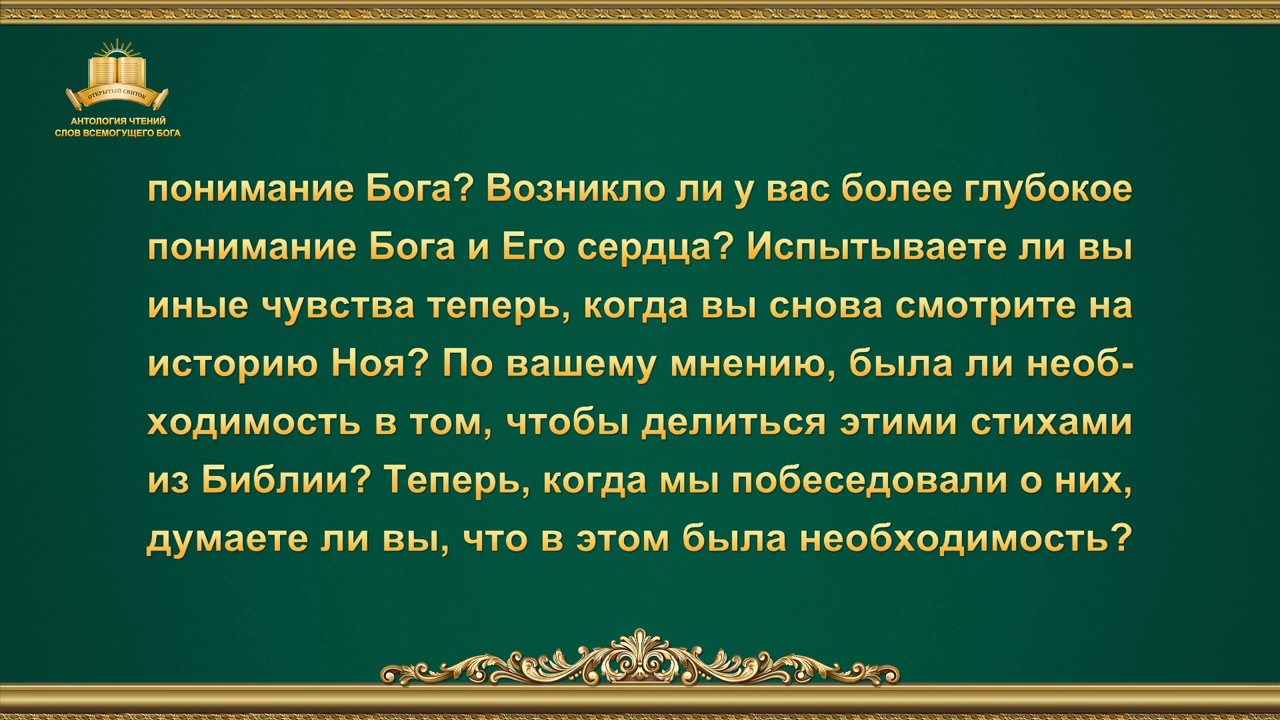 ОТКРЫТЫЙ СВИТОК
АНТОЛОГИЯ ЧТЕНИЙ
СЛОВ ВСЕМОГУЩЕГО БОГА
понимание Бога? Возникло ли у вас более глубокое
понимание Бога и Его сердца? Испытываете ли вы
иные чувства теперь, когда вы снова смотрите на
историю Ноя? По вашему мнению, была ли необ-
ходимость в том, чтобы делиться этими стихами
из Библии? Теперь, когда мы побеседовали о них,
думаете ли вы, что в этом была необходимость?